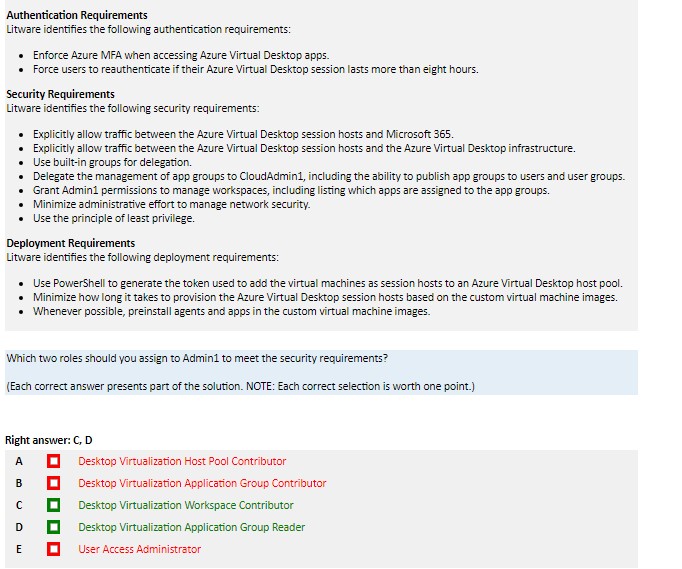 Authentication Requirements
Litware identifies the following authentication requirements:
• Enforce Azure MFA when accessing Azure Virtual Desktop apps.
• Force users to reauthenticate if their Azure Virtual Desktop session lasts more than eight hours.
Security Requirements
Litware identifies the following security requirements:
• Explicitly allow traffic between the Azure Virtual Desktop session hosts and Microsoft 365.
• Explicitly allow traffic between the Azure Virtual Desktop session hosts and the Azure Virtual Desktop infrastructure.
• Use built-in groups for delegation.
• Delegate the management of app groups to CloudAdmin1, including the ability to publish app groups to users and user groups.
• Grant Admin1 permissions to manage workspaces, including listing which apps are assigned to the app groups.
• Minimize administrative effort to manage network security.
• Use the principle of least privilege.
Deployment Requirements
Litware identifies the following deployment requirements:
• Use PowerShell to generate the token used to add the virtual machines as session hosts to an Azure Virtual Desktop host pool.
• Minimize how long it takes to provision the Azure Virtual Desktop session hosts based on the custom virtual machine images.
• Whenever possible, preinstall agents and apps in the custom virtual machine images.
Which two roles should you assign to Admin1 to meet the security requirements?
(Each correct answer presents part of the solution. NOTE: Each correct selection is worth one point.)
Right answer: C, D
A Desktop Virtualization Host Pool Contributor
B Desktop Virtualization Application Group Contributor
C Desktop Virtualization Workspace Contributor
D Desktop Virtualization Application Group Reader
E User Access Administrator